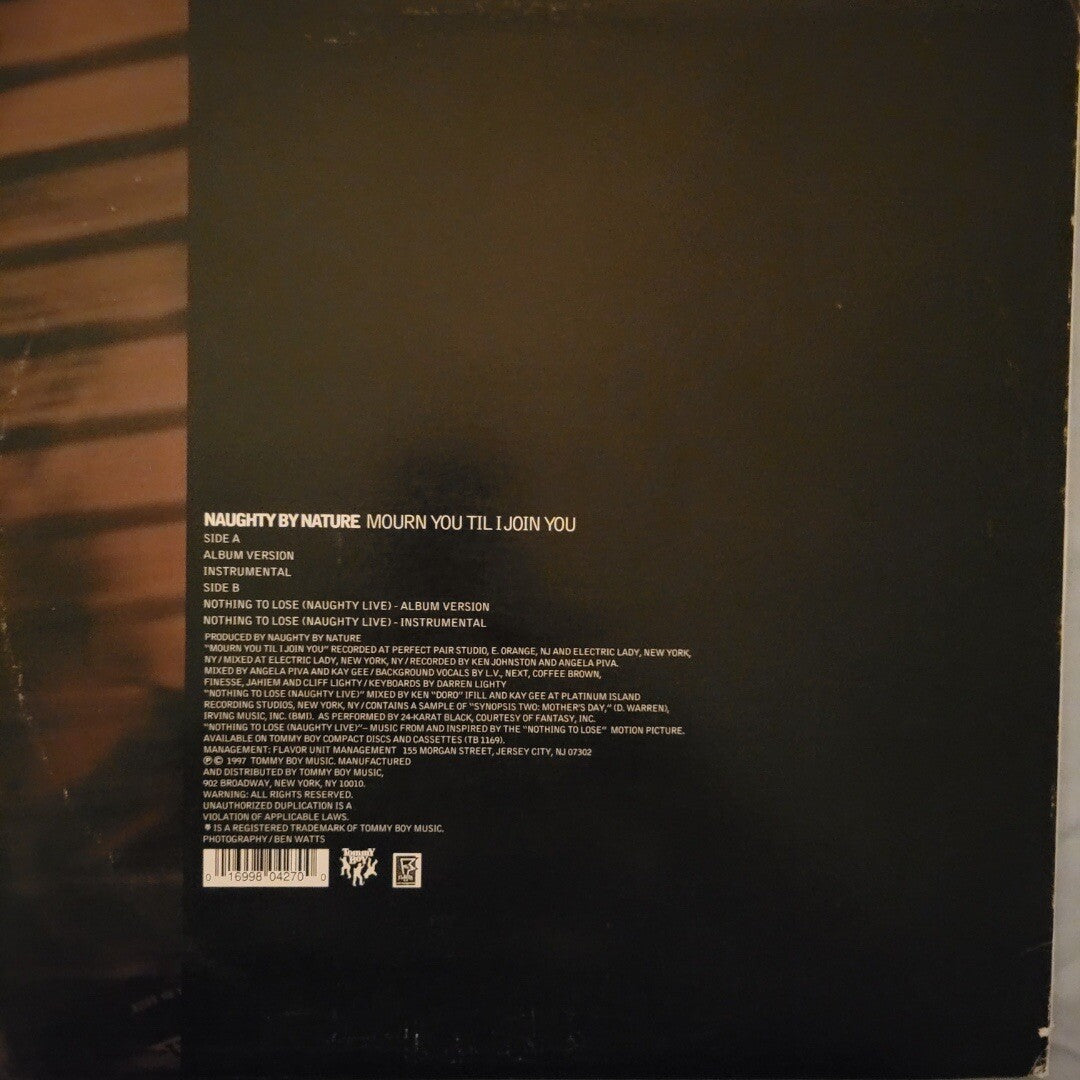 NAUGHTY BY NATURE MOURN YOU TIL I JOIN YOU
SIDE A
ALBUM VERSION
INSTRUMENTAL
SIDE B
NOTHING TO LOSE (NAUGHTY LIVE) - ALBUM VERSION
NOTHING TO LOSE (NAUGHTY LIVE) - INSTRUMENTAL
PRODUCED BY NAUGHTY BY NATURE
"MOURN YOU TIL I JOIN YOU" RECORDED AT PERFECT PAIR STUDIO, E. ORANGE, NJ AND ELECTRIC LADY, NEW YORK,
NY / MIXED AT ELECTRIC LADY, NEW YORK, NY / RECORDED BY KEN JOHNSTON AND ANGELA PIVA.
MIXED BY ANGELA PIVA AND KAY GEE / BACKGROUND VOCALS BY L.V., NEXT, COFFEE BROWN,
FINESSE, JAHIEM AND CLIFF LIGHTY / KEYBOARDS BY DARREN LIGHTY
"NOTHING TO LOSE (NAUGHTY LIVE)" MIXED BY KEN "DORO" IFILL AND KAY GEE AT PLATINUM ISLAND
RECORDING STUDIOS, NEW YORK, NY / CONTAINS A SAMPLE OF "SYNOPSIS TWO: MOTHER'S DAY," (D. WARREN),
IRVING MUSIC, INC. (BMI). AS PERFORMED BY 24-KARAT BLACK, COURTESY OF FANTASY, INC.
"NOTHING TO LOSE (NAUGHTY LIVE)"– MUSIC FROM AND INSPIRED BY THE "NOTHING TO LOSE" MOTION PICTURE.
AVAILABLE ON TOMMY BOY COMPACT DISCS AND CASSETTES (TB 1169).
MANAGEMENT: FLAVOR UNIT MANAGEMENT 155 MORGAN STREET, JERSEY CITY, NJ 07302
℗ © 1997 TOMMY BOY MUSIC. MANUFACTURED
AND DISTRIBUTED BY TOMMY BOY MUSIC,
902 BROADWAY, NEW YORK, NY 10010.
WARNING: ALL RIGHTS RESERVED.
UNAUTHORIZED DUPLICATION IS A
VIOLATION OF APPLICABLE LAWS.
IS A REGISTERED TRADEMARK OF TOMMY BOY MUSIC.
PHOTOGRAPHY / BEN WATTS
0 16998 04270 0
Tommy BOY